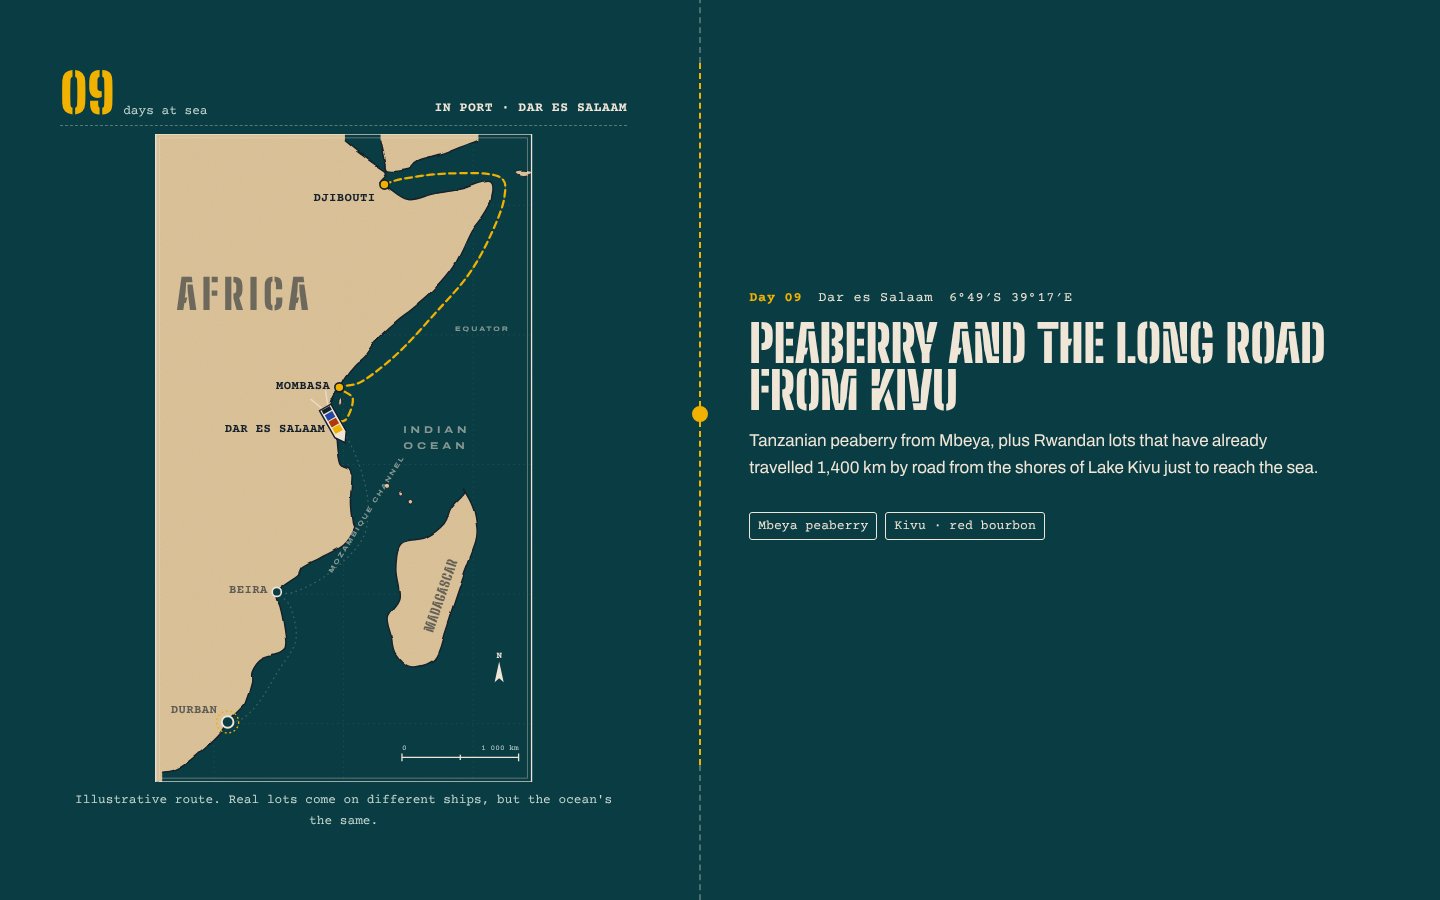 09 days at sea
IN PORT · DAR ES SALAAM
DJIBOUTI
AFRICA
EQUATOR
MOMBASA
DAR ES SALAAM
INDIAN
OCEAN
MOZAMBIQUE CHANNEL
MADAGASCAR
BEIRA
N
DURBAN
0 1 000 km
Illustrative route. Real lots come on different ships, but the ocean's
the same.
Day 09 Dar es Salaam 6°49′S 39°17′E
PEABERRY AND THE LONG ROAD
FROM KIVU
Tanzanian peaberry from Mbeya, plus Rwandan lots that have already
travelled 1,400 km by road from the shores of Lake Kivu just to reach the sea.
Mbeya peaberry
Kivu · red bourbon